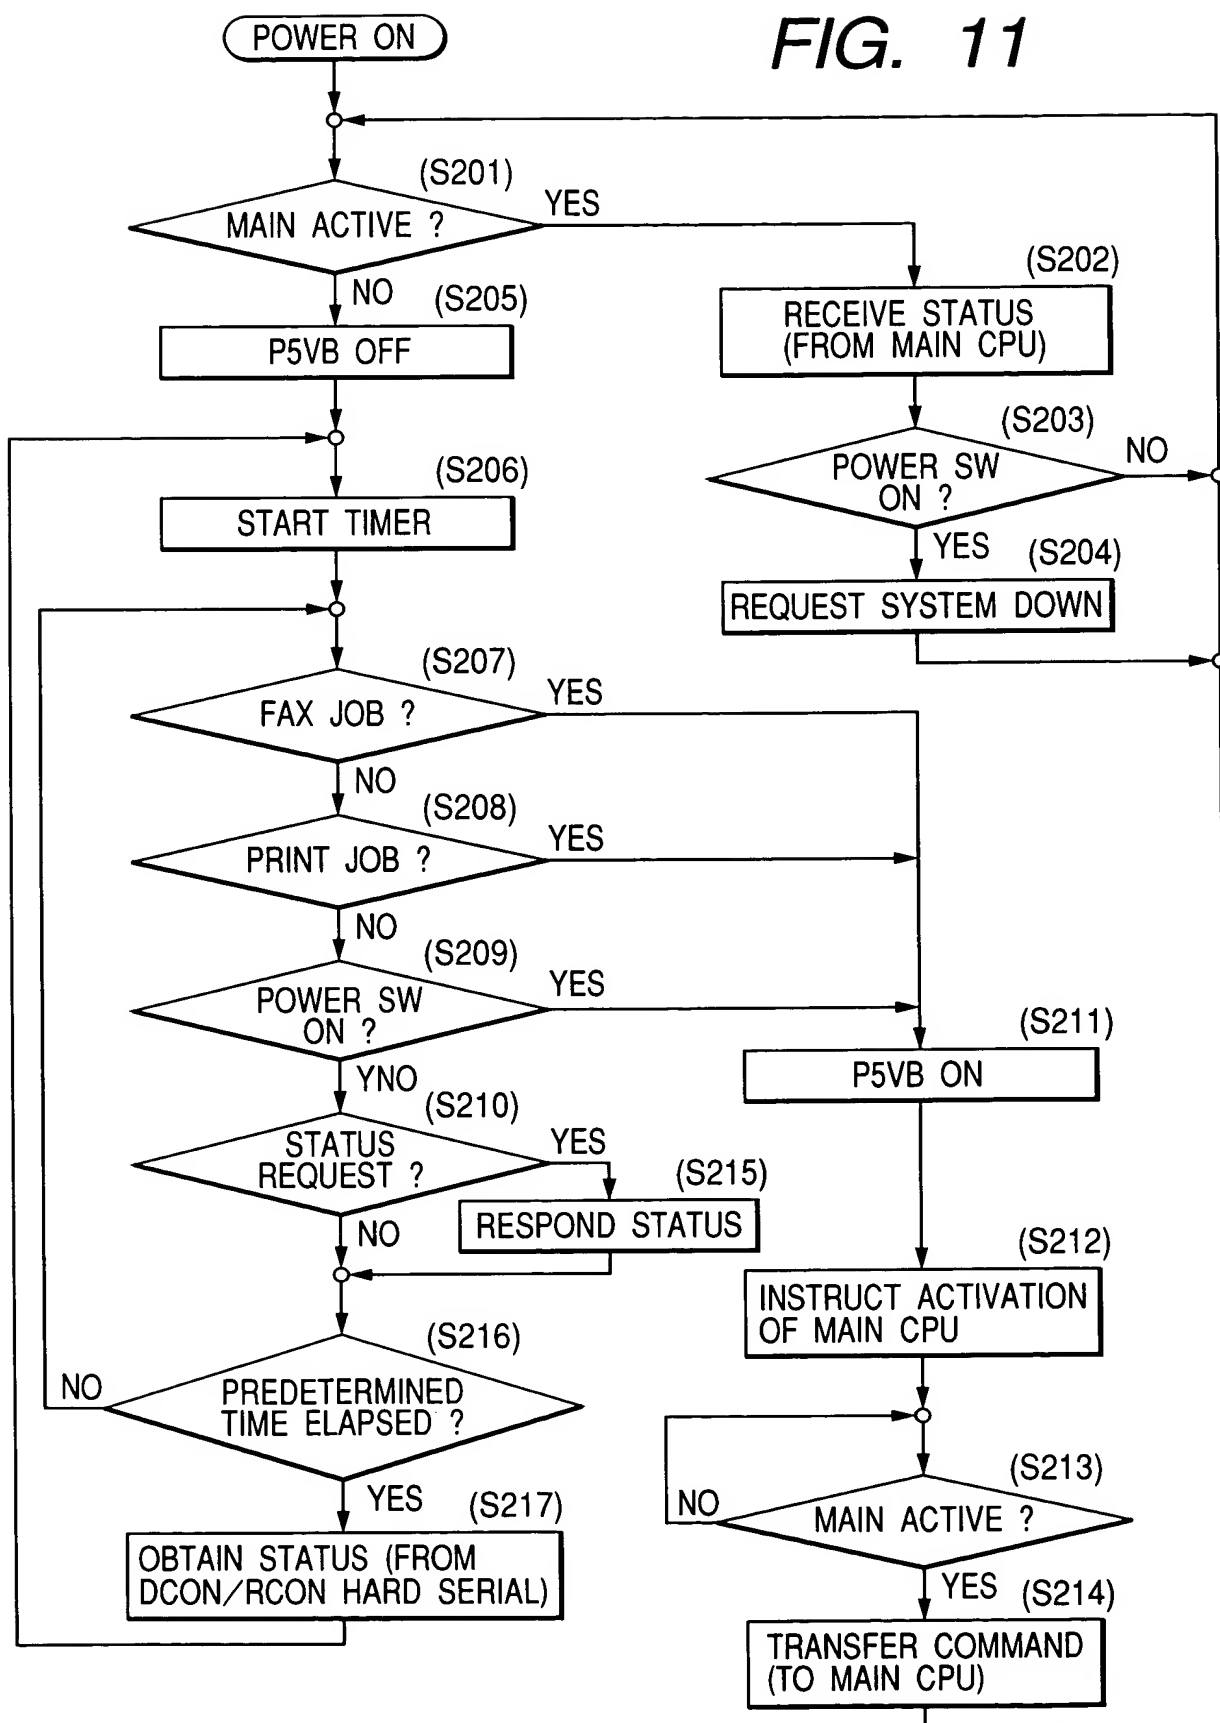 FIG. 11
POWER ON
(S201)
MAIN ACTIVE ?
YES
NO
(S202)
RECEIVE STATUS
(FROM MAIN CPU)
(S203)
POWER SW
ON ?
NO
YES
(S204)
REQUEST SYSTEM DOWN
(S205)
P5VB OFF
(S206)
START TIMER
(S207)
FAX JOB ?
YES
NO
(S208)
PRINT JOB ?
YES
NO
(S209)
POWER SW
ON ?
YES
YNO
(S210)
STATUS
REQUEST ?
YES
NO
(S215)
RESPOND STATUS
(S216)
PREDETERMINED
TIME ELAPSED ?
NO
YES
(S217)
OBTAIN STATUS (FROM
DCON/RCON HARD SERIAL)
(S211)
P5VB ON
(S212)
INSTRUCT ACTIVATION
OF MAIN CPU
(S213)
MAIN ACTIVE ?
NO
YES
(S214)
TRANSFER COMMAND
(TO MAIN CPU)